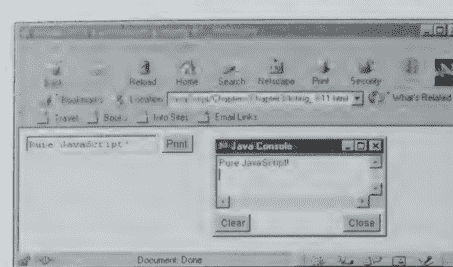 Back Reload Home Search Netscape Print Security
Bookmarks Location What's Related
Travel Info Sites Email Links
Pure JavaScript! Print
Java Console
Pure JavaScript!
Clear Close
Document: Done